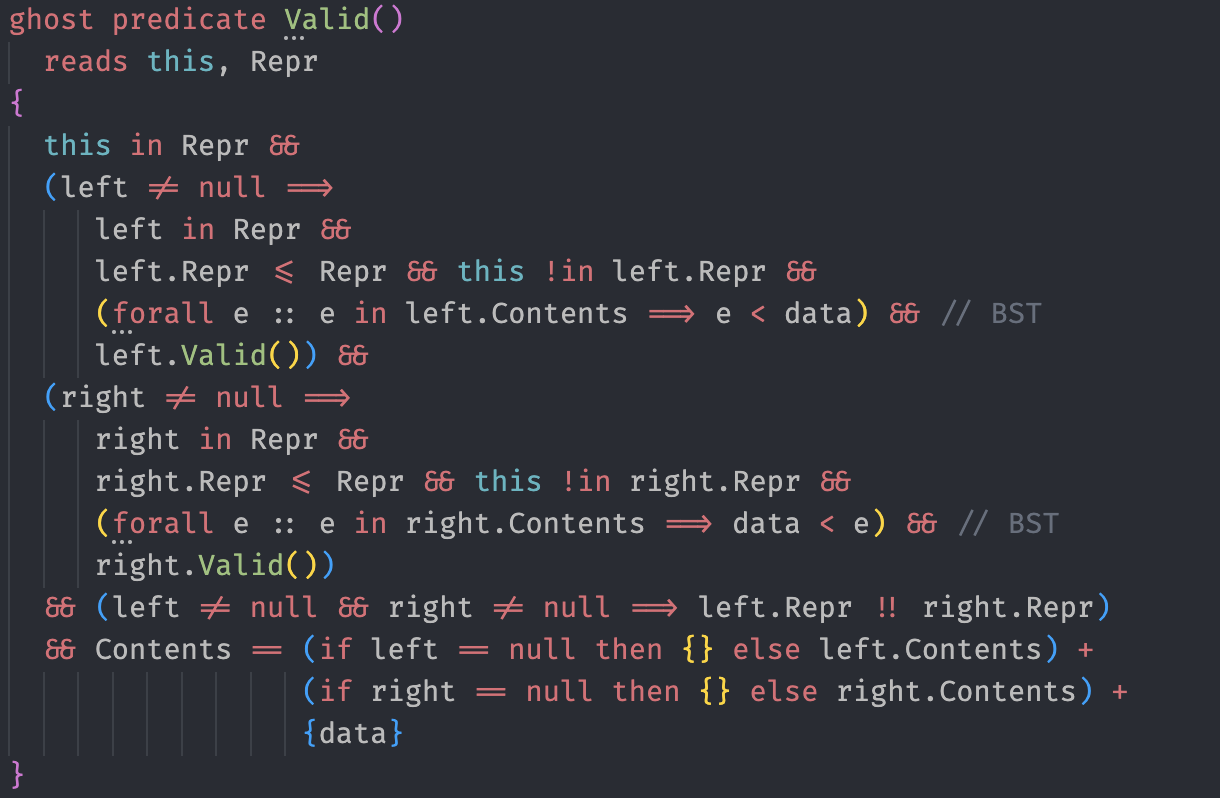 ghost predicate Valid()
reads this, Repr
{
this in Repr &&
(left != null ==>
left in Repr &&
left.Repr <= Repr && this !in left.Repr &&
(forall e :: e in left.Contents ==> e < data) && // BST
left.Valid()) &&
(right != null ==>
right in Repr &&
right.Repr <= Repr && this !in right.Repr &&
(forall e :: e in right.Contents ==> data < e) && // BST
right.Valid())
&& (left != null && right != null ==> left.Repr !! right.Repr)
&& Contents == (if left == null then {} else left.Contents) +
(if right == null then {} else right.Contents) +
{data}
}